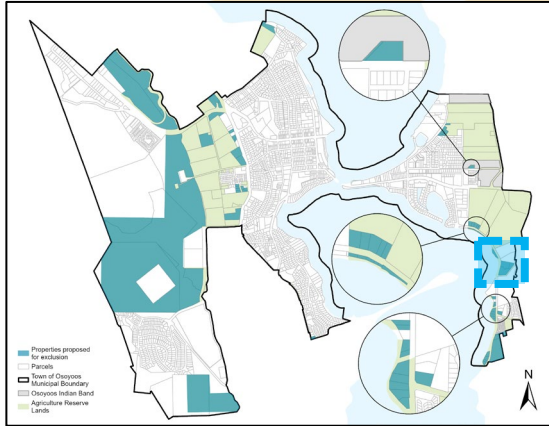 Properties proposed
for exclusion
Parcels
Town of Osoyoos
Municipal Boundary
Osoyoos Indian Band
Agriculture Reserve
Lands
N